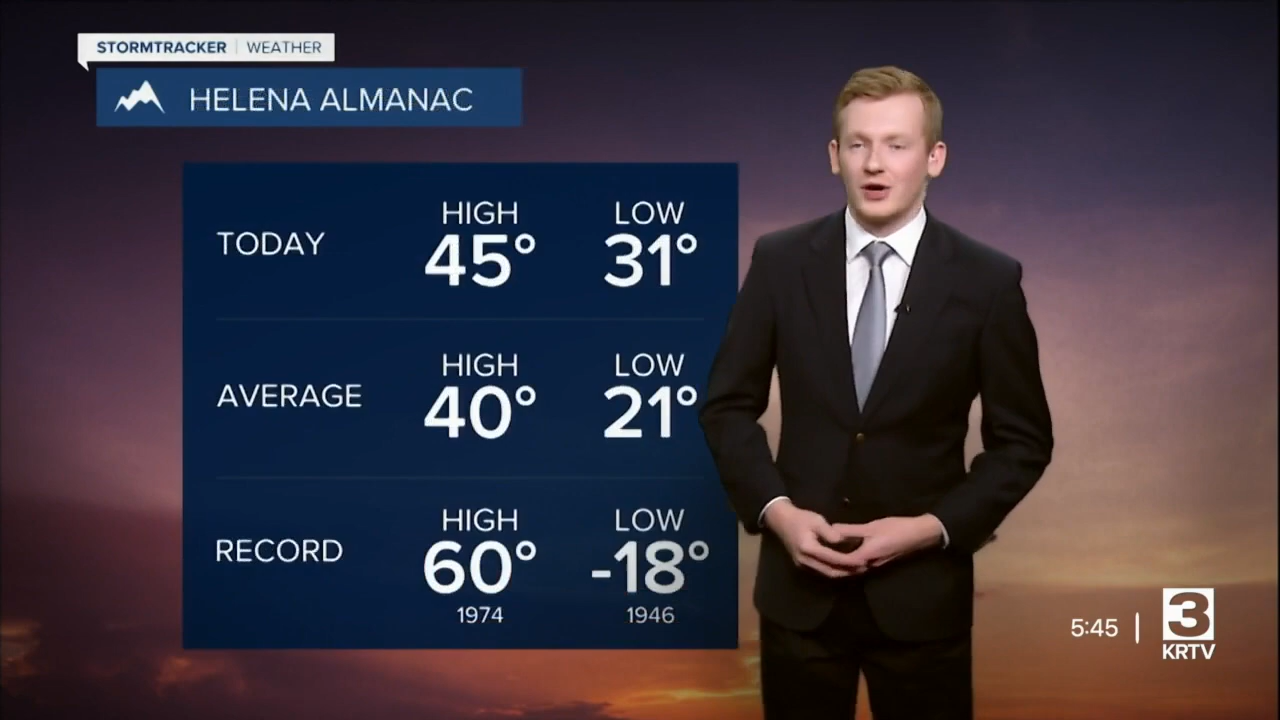 STORMTRACKER | WEATHER
HELENA ALMANAC
HIGH LOW
TODAY 45° 31°
HIGH LOW
AVERAGE 40° 21°
HIGH LOW
RECORD 60° -18°
1974 1946
5:45 | 3
KRTV